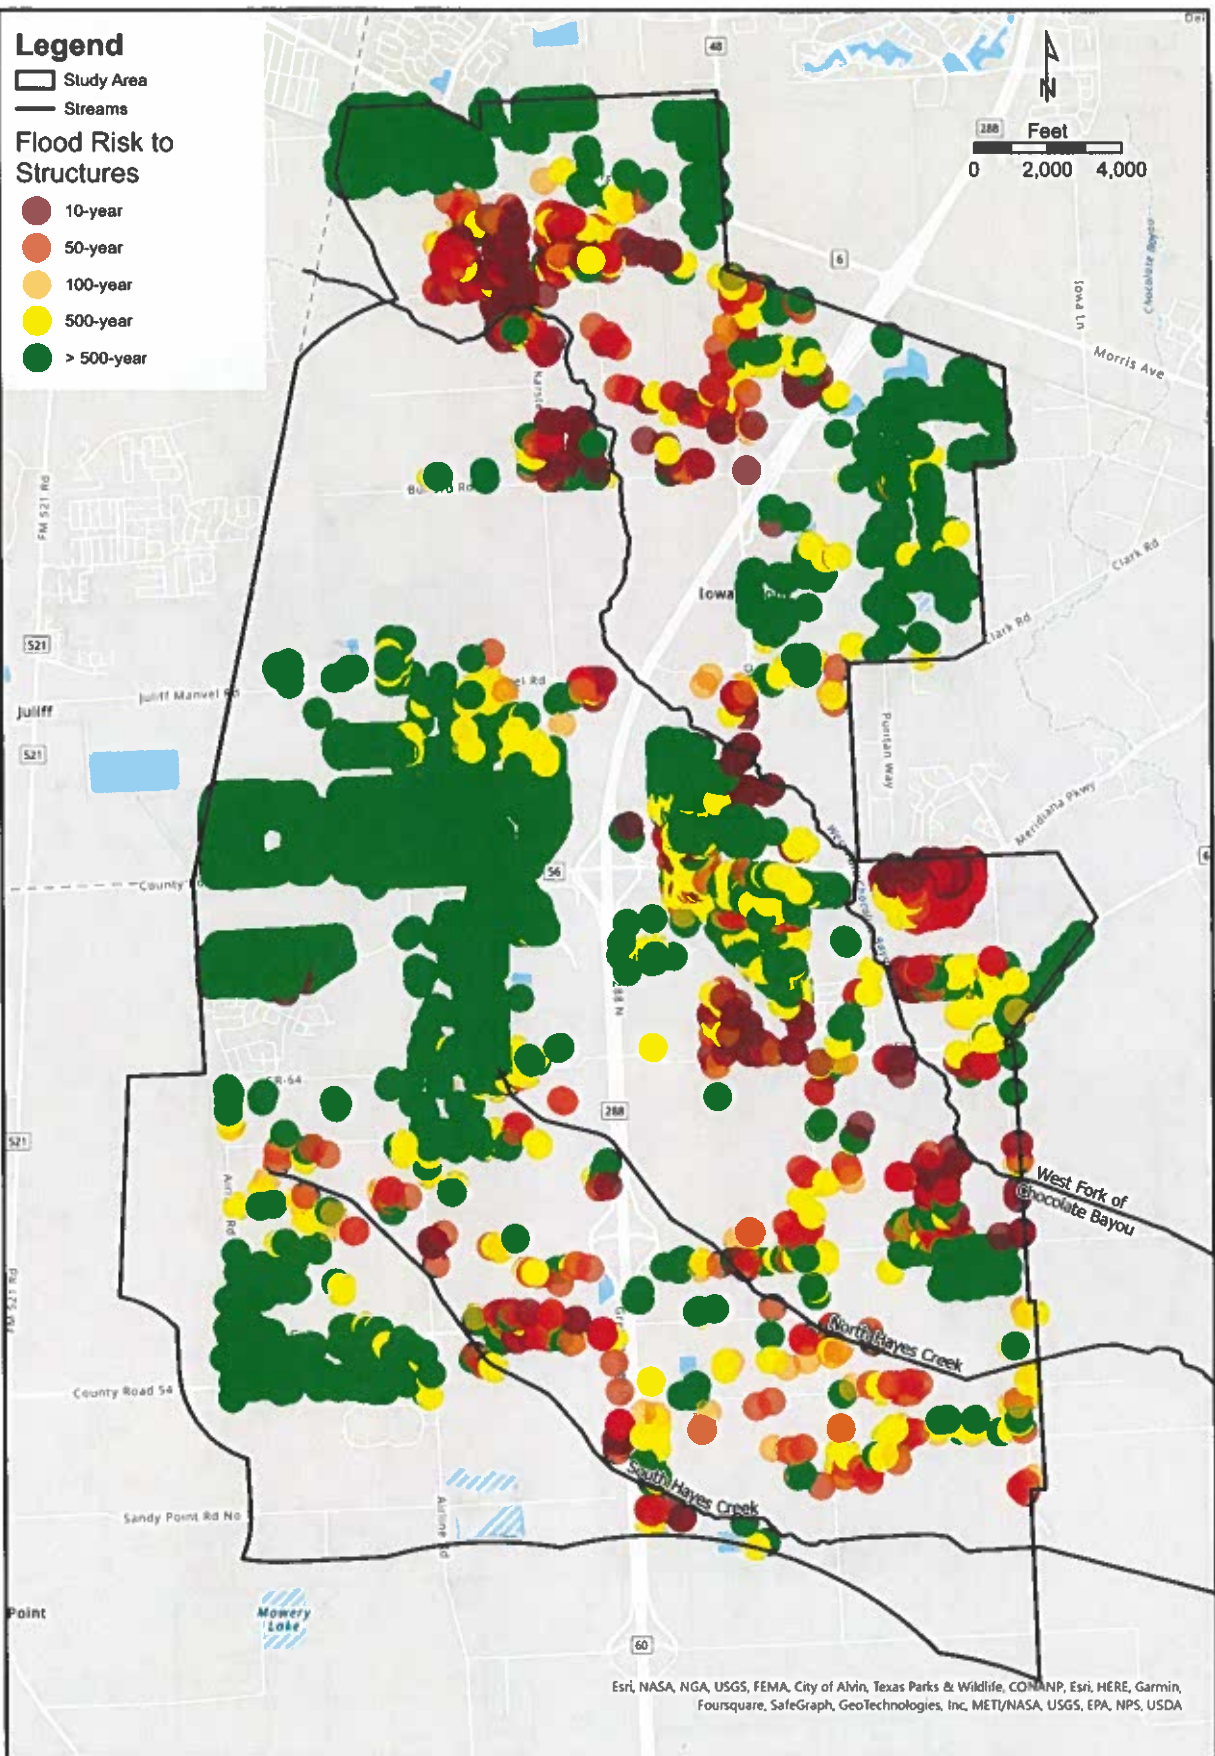 Legend
Study Area
Streams
Flood Risk to
Structures
10-year
50-year
100-year
500-year
> 500-year
48
288
N
Feet
0 2,000 4,000
6
Iowa Ln
Chocolate Bayou
Morris Ave
FM 521 Rd
Clark Rd
Clark Rd
Iowa
521
Juliff Manvel Rd
Juliff
521
Puritan Way
Meridiana Pkwy
56
County
6
288 N
CR-64
288
521
West Fork of
Chocolate Bayou
FM 521 Rd
North Hayes Creek
County Road 54
South Hayes Creek
Sandy Point Rd No
Airline Rd
Point
Mowery
Lake
60
Esri, NASA, NGA, USGS, FEMA, City of Alvin, Texas Parks & Wildlife, CONANP, Esri, HERE, Garmin,
Foursquare, SafeGraph, GeoTechnologies, Inc, METI/NASA, USGS, EPA, NPS, USDA